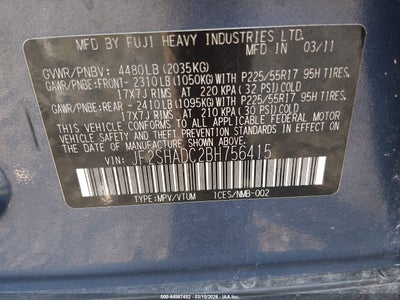 MFD BY FUJI HEAVY INDUSTRIES LTD.
MADE IN JAPAN 03/11
GVWR/PNBV: 4480LB(2035KG)
GAWR/PNBE:FRONT- 2310LB(1050KG)WITH P225/55R17 95H TIRES,
17X7J RIMS AT 220 KPA (32 PSI) COLD
GAWR/PNBE:REAR - 2410LB(1095KG)WITH P225/55R17 95H TIRES,
17X7J RIMS AT 210 KPA (30 PSI) COLD
THIS VEHICLE CONFORMS TO ALL APPLICABLE FEDERAL MOTOR
VEHICLE SAFETY AND BUMPER STANDARDS IN EFFECT ON THE DATE OF
MANUFACTURE SHOWN ABOVE.
VIN: JF2SHADC2BH756415
TYPE:MPV/VTUM ICES/NMB-002